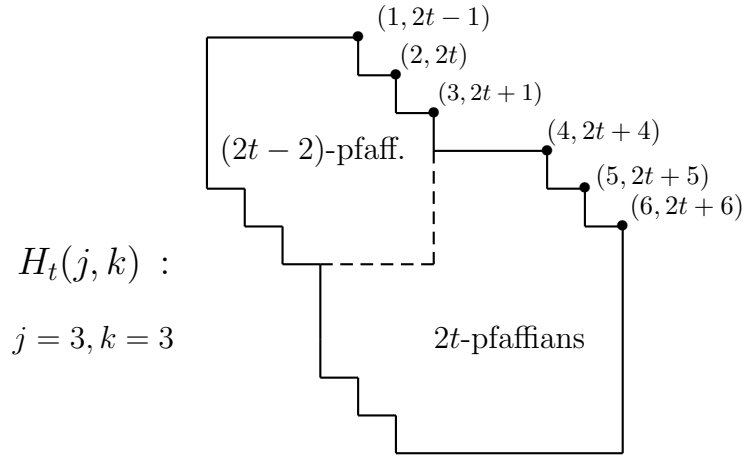 (1, 2t − 1)
(2, 2t)
(3, 2t + 1)
(2t − 2)-pfaff.
(4, 2t + 4)
(5, 2t + 5)
(6, 2t + 6)
H_t(j, k) :
j = 3, k = 3
2t-pfaffians